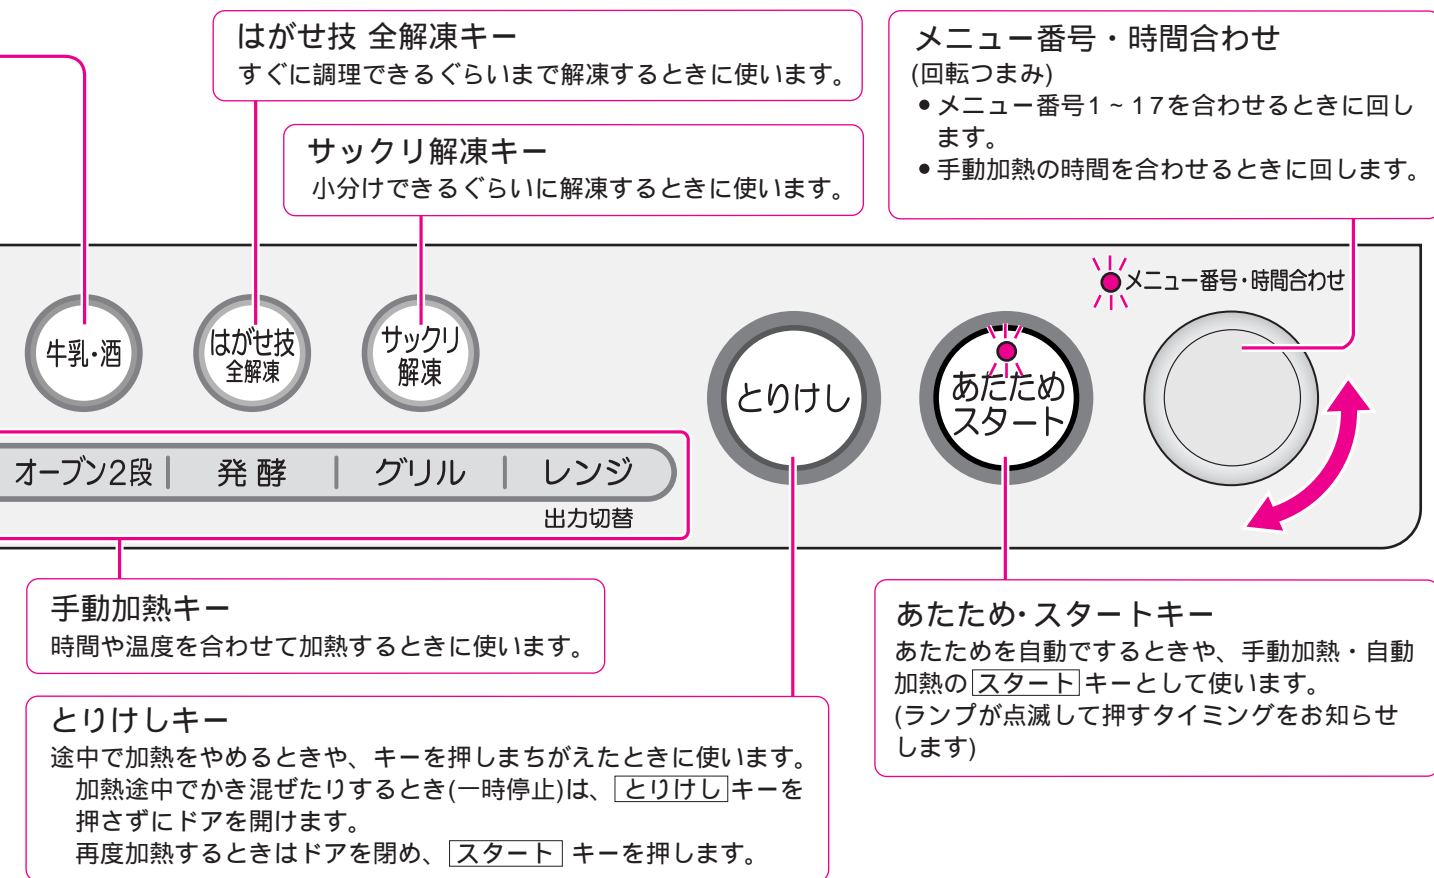 はがせ技 全解凍キー
すぐに調理できるぐらいまで解凍するときに使います。
サックリ解凍キー
小分けできるぐらいに解凍するときに使います。
メニュー番号・時間合わせ
(回転つまみ)
●メニュー番号1~17を合わせるときに回し
ます。
●手動加熱の時間を合わせるときに回します。
メニュー番号・時間合わせ
牛乳・酒
はがせ技
全解凍
サックリ
解凍
とりけし
あたため
スタート
オーブン2段 | 発酵 | グリル | レンジ
出力切替
手動加熱キー
時間や温度を合わせて加熱するときに使います。
とりけしキー
途中で加熱をやめるときや、キーを押しまちがえたときに使います。
加熱途中でかき混ぜたりするとき(一時停止)は、とりけしキーを
押さずにドアを開けます。
再度加熱するときはドアを閉め、スタート キーを押します。
あたため・スタートキー
あたためを自動でするときや、手動加熱・自動
加熱のスタートキーとして使います。
(ランプが点滅して押すタイミングをお知らせ
します)